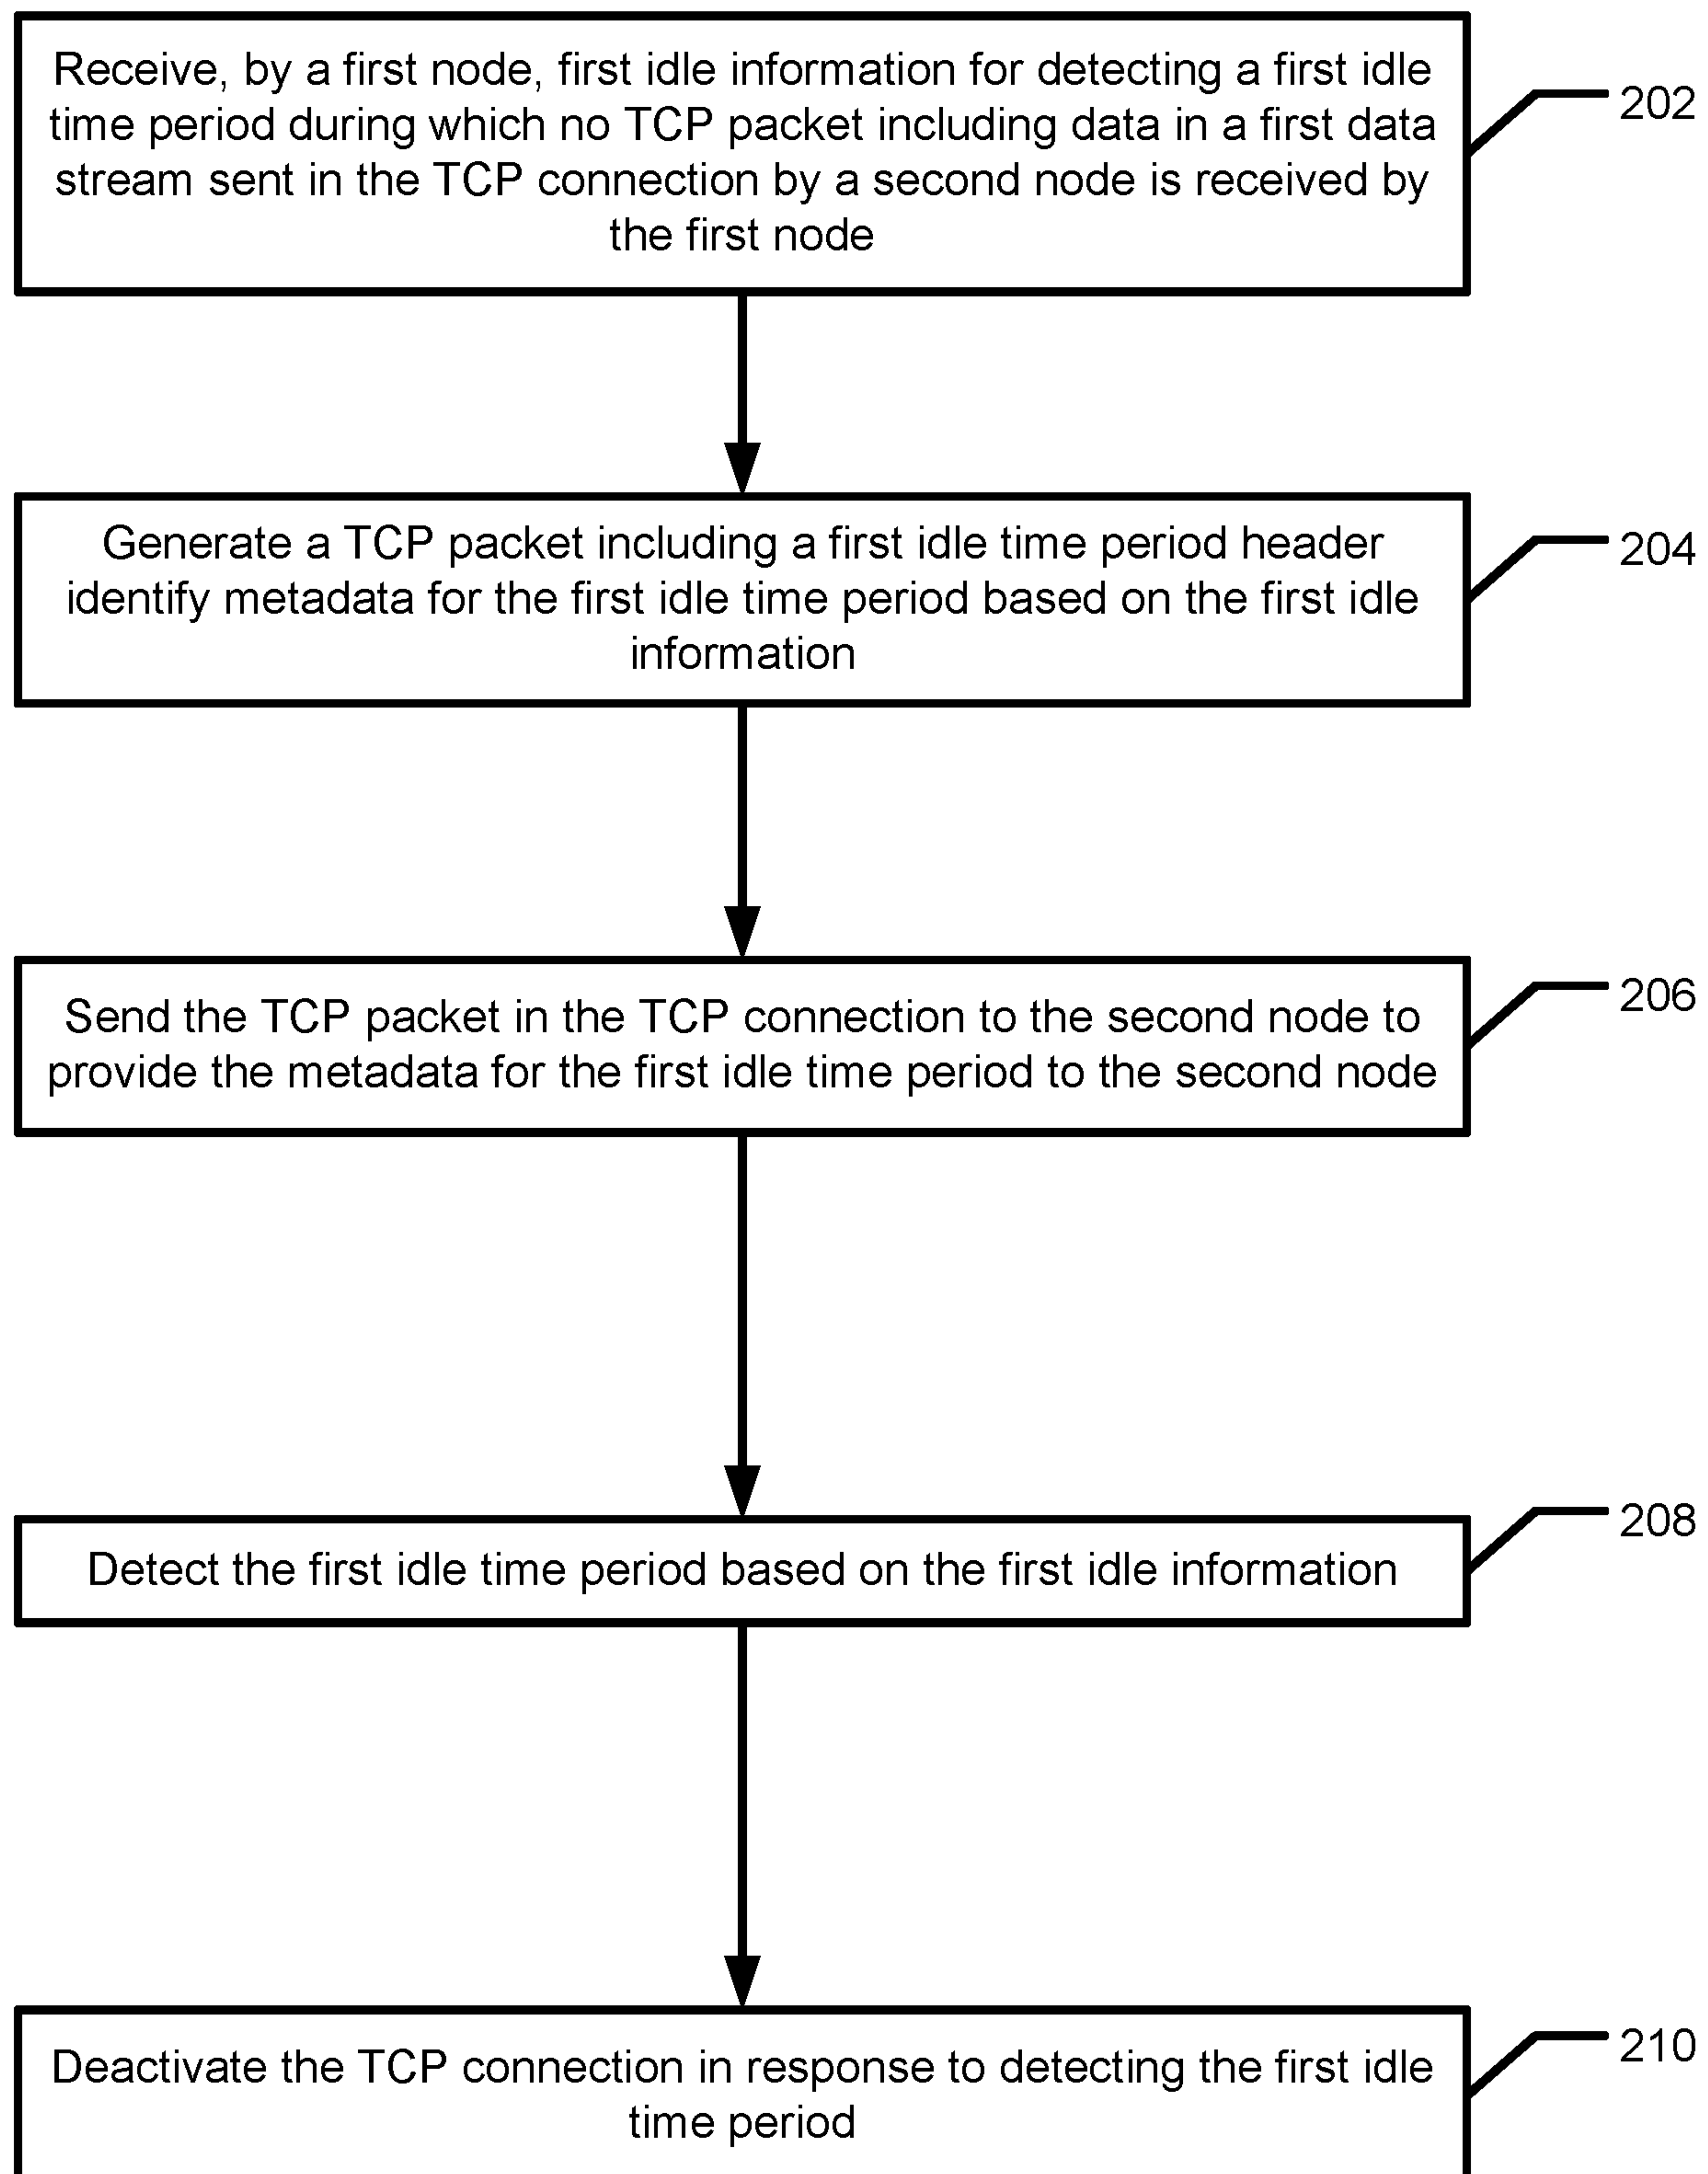 Receive, by a first node, first idle information for detecting a first idle
time period during which no TCP packet including data in a first data
stream sent in the TCP connection by a second node is received by
the first node
202
Generate a TCP packet including a first idle time period header
identify metadata for the first idle time period based on the first idle
information
204
Send the TCP packet in the TCP connection to the second node to
provide the metadata for the first idle time period to the second node
206
Detect the first idle time period based on the first idle information
208
Deactivate the TCP connection in response to detecting the first idle
time period
210